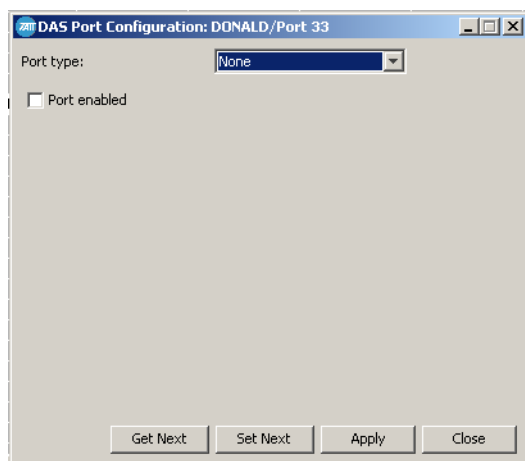 DAS Port Configuration: DONALD/Port 33
Port type:
None
Port enabled
Get Next Set Next Apply Close